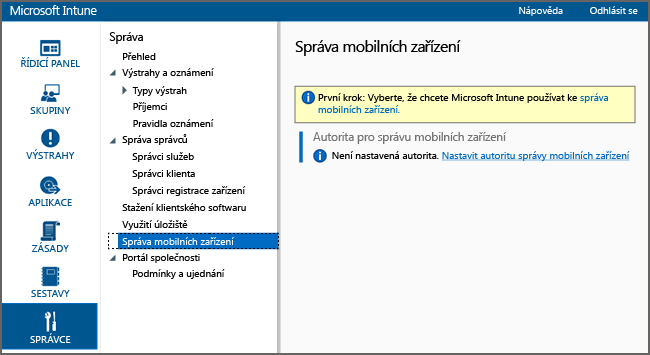 Microsoft Intune
Nápověda
Odhlásit se
ŘÍDICÍ PANEL
SKUPINY
VÝSTRAHY
APLIKACE
ZÁSADY
SESTAVY
SPRÁVCE
Správa
Přehled
Výstrahy a oznámení
Typy výstrah
Příjemci
Pravidla oznámení
Správa správců
Správci služeb
Správci klienta
Správci registrace zařízení
Stažení klientského softwaru
Využití úložiště
Správa mobilních zařízení
Portál společnosti
Podmínky a ujednání
Správa mobilních zařízení
První krok: Vyberte, že chcete Microsoft Intune používat ke správa
mobilních zařízení.
Autorita pro správu mobilních zařízení
Není nastavená autorita. Nastavit autoritu správy mobilních zařízení